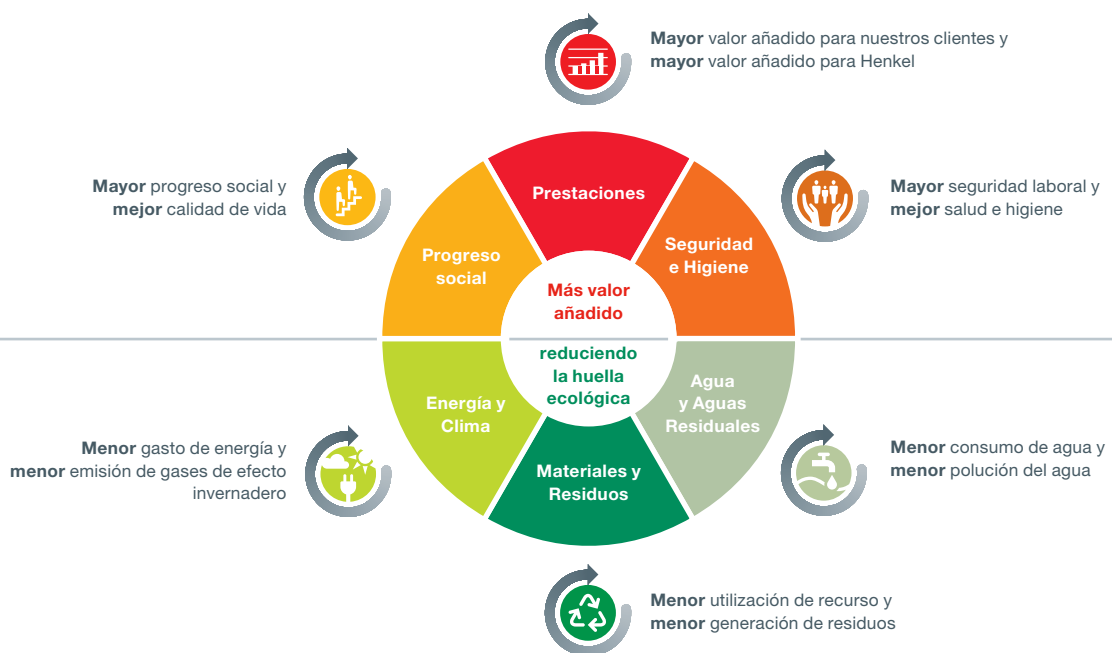 Mayor valor añadido para nuestros clientes y
mayor valor añadido para Henkel
Mayor progreso social y
mejor calidad de vida
Prestaciones
Mayor seguridad laboral y
mejor salud e higiene
Progreso
social
Seguridad
e Higiene
Más valor
añadido
reduciendo
la huella
ecológica
Energía y
Clima
Agua
y Aguas
Residuales
Menor gasto de energía y
menor emisión de gases de efecto
invernadero
Materiales y
Residuos
Menor consumo de agua y
menor polución del agua
Menor utilización de recurso y
menor generación de residuos